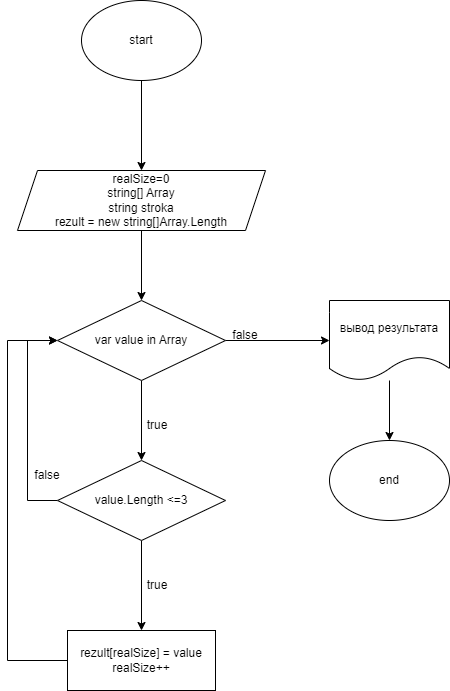 start
realSize=0
string[] Array
string stroka
rezult = new string[]Array.Length
var value in Array
false
вывод результата
true
false
end
value.Length <=3
true
rezult[realSize] = value
realSize++